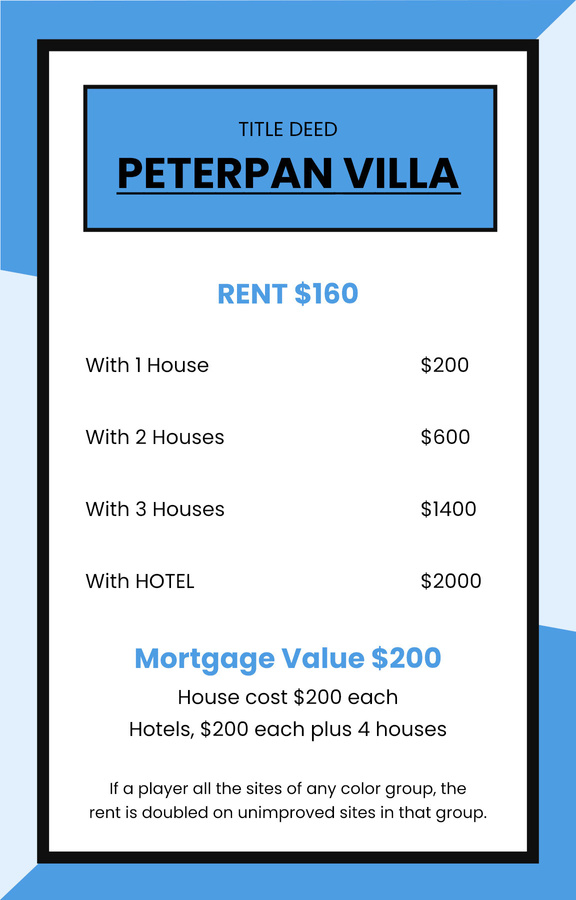 TITLE DEED
PETERPAN VILLA
RENT $160
With 1 House $200
With 2 Houses $600
With 3 Houses $1400
With HOTEL $2000
Mortgage Value $200
House cost $200 each
Hotels, $200 each plus 4 houses
If a player all the sites of any color group, the
rent is doubled on unimproved sites in that group.